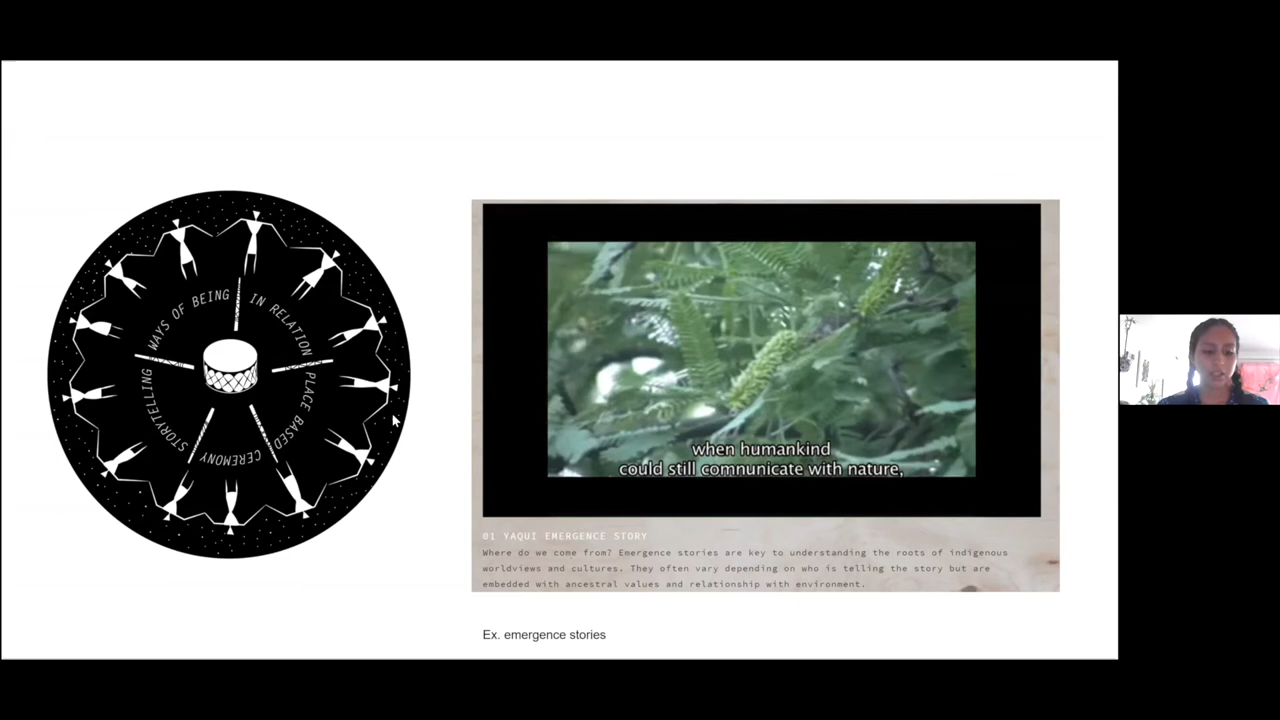 WAYS OF BEING
IN RELATION
PLACE BASED
CEREMONY
STORYTELLING
when humankind
could still comnunicate with nature,
01 YAQUI EMERGENCE STORY
Where do we come from? Emergence stories are key to understanding the roots of indigenous
worldviews and cultures. They often vary depending on who is telling the story but are
embedded with ancestral values and relationship with environment.
Ex. emergence stories